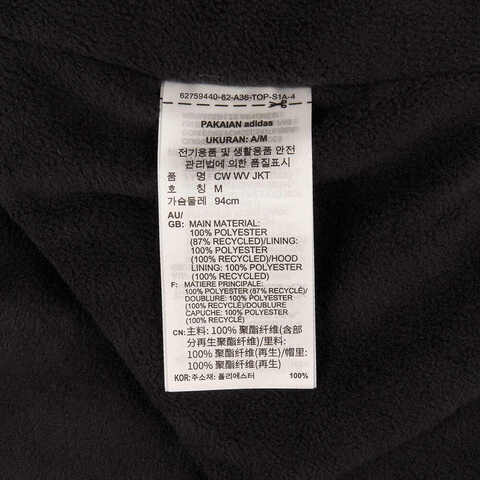 62759440-62-A36-TOP-S1A-4
PAKAIAN adidas
UKURAN: A/M
전기용품 및 생활용품 안전
관리법에 의한 품질표시
품 명 CW WV JKT
호 칭 M
가슴둘레 94cm
AU/
GB: MAIN MATERIAL:
100% POLYESTER
(87% RECYCLED)/LINING:
100% POLYESTER
(100% RECYCLED)/HOOD
LINING: 100% POLYESTER
(100% RECYCLED)
F: MATIERE PRINCIPALE:
100% POLYESTER (87% RECYCLÉ)/
DOUBLURE: 100% POLYESTER
(100% RECYCLÉ)/DOUBLURE
CAPUCHE: 100% POLYESTER
(100% RECYCLÉ)
CN: 主料: 100% 聚酯纤维(含部
分再生聚酯纤维)/里料:
100% 聚酯纤维(再生)/帽里:
100% 聚酯纤维(再生)
KOR: 주소재: 폴리에스터 100%